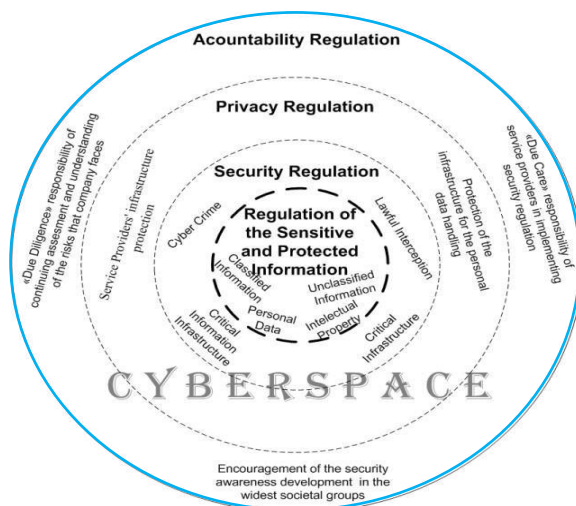 Acountability Regulation
Privacy Regulation
Security Regulation
Regulation of
the Sensitive
and Protected
Information
«Due Diligence» responsibility of
continuing assesment and understanding
of the risks that company faces
Service Providers' infrastructure
protection
Cyber Crime
Lawful Interception
Protection of the
infrastructure for the personal
data handling
«Due Care» responsibility of
service providers in implementing
security regulation
Classified
Information
Unclassified
Information
Personal
Data
Intelectual
Property
Critical
Information
Infrastructure
Critical
Infrastructure
CYBERSPACE
Encouragement of the security
awareness development in the
widest societal groups